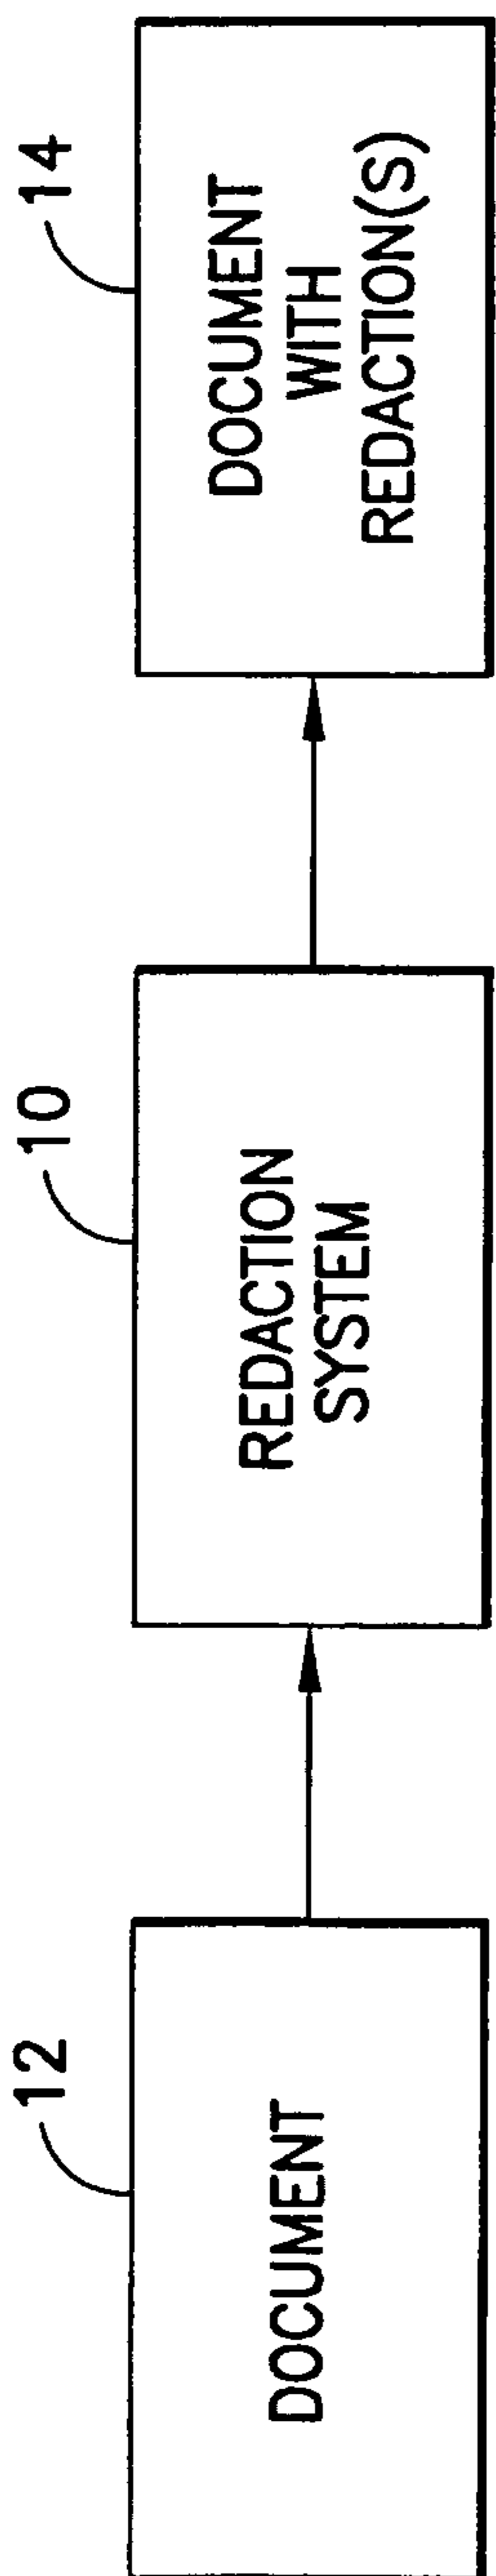 12
DOCUMENT
10
REDACTION
SYSTEM
14
DOCUMENT
WITH
REDACTION(S)